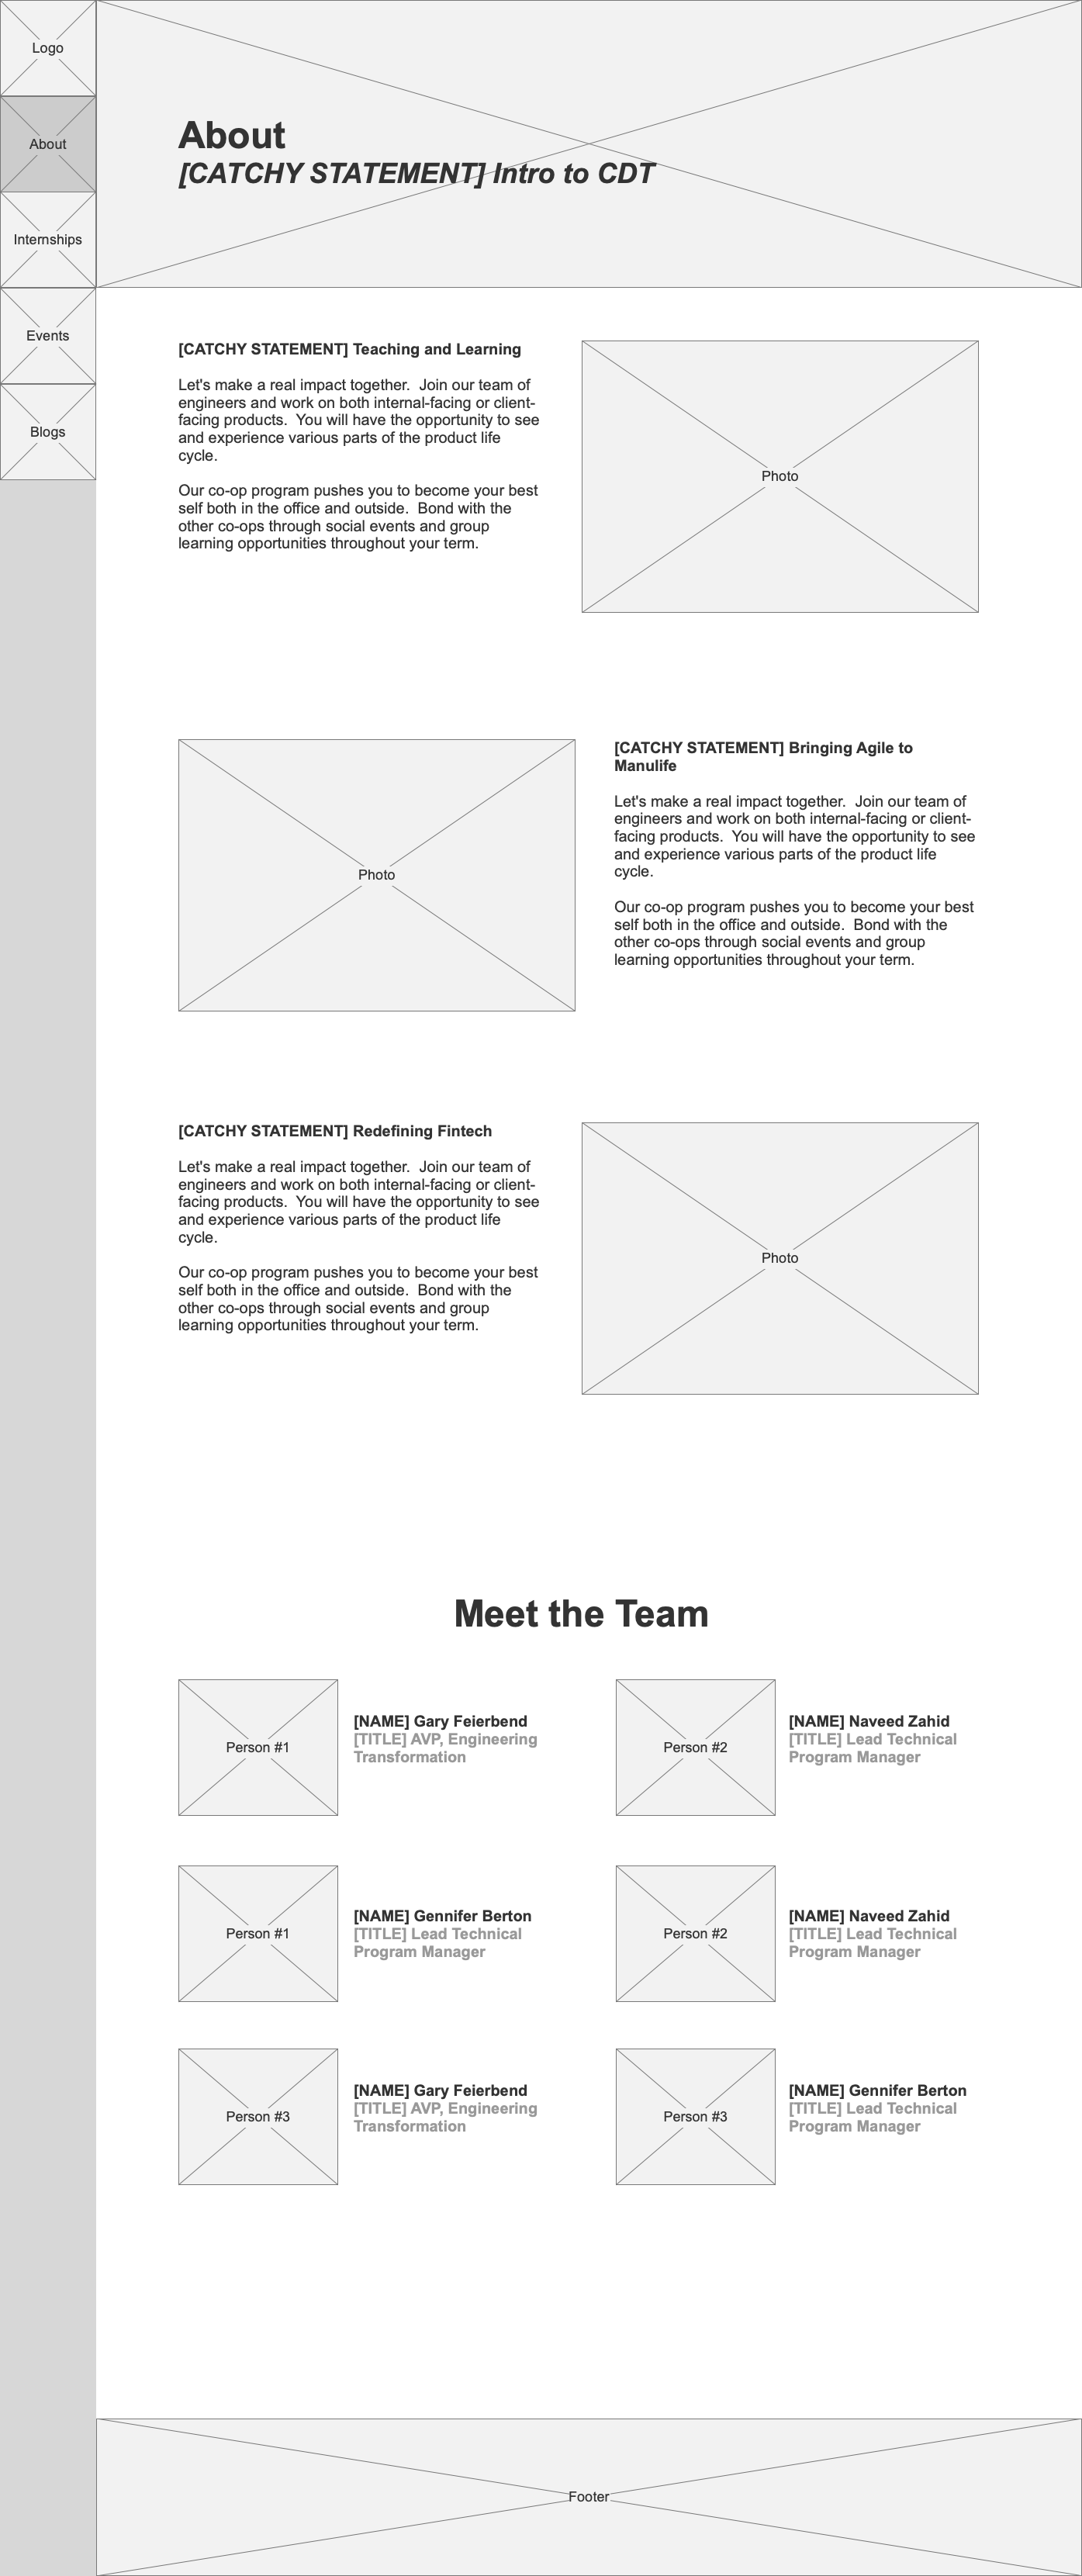 Logo
About
Internships
Events
Blogs
About
[CATCHY STATEMENT] Intro to CDT
[CATCHY STATEMENT] Teaching and Learning
Let's make a real impact together.  Join our team of
engineers and work on both internal-facing or client-
facing products.  You will have the opportunity to see
and experience various parts of the product life
cycle.
Our co-op program pushes you to become your best
self both in the office and outside.  Bond with the
other co-ops through social events and group
learning opportunities throughout your term.
Photo
Photo
[CATCHY STATEMENT] Bringing Agile to
Manulife
Let's make a real impact together.  Join our team of
engineers and work on both internal-facing or client-
facing products.  You will have the opportunity to see
and experience various parts of the product life
cycle.
Our co-op program pushes you to become your best
self both in the office and outside.  Bond with the
other co-ops through social events and group
learning opportunities throughout your term.
[CATCHY STATEMENT] Redefining Fintech
Let's make a real impact together.  Join our team of
engineers and work on both internal-facing or client-
facing products.  You will have the opportunity to see
and experience various parts of the product life
cycle.
Our co-op program pushes you to become your best
self both in the office and outside.  Bond with the
other co-ops through social events and group
learning opportunities throughout your term.
Photo
Meet the Team
Person #1
[NAME] Gary Feierbend
[TITLE] AVP, Engineering
Transformation
Person #2
[NAME] Naveed Zahid
[TITLE] Lead Technical
Program Manager
Person #1
[NAME] Gennifer Berton
[TITLE] Lead Technical
Program Manager
Person #2
[NAME] Naveed Zahid
[TITLE] Lead Technical
Program Manager
Person #3
[NAME] Gary Feierbend
[TITLE] AVP, Engineering
Transformation
Person #3
[NAME] Gennifer Berton
[TITLE] Lead Technical
Program Manager
Footer